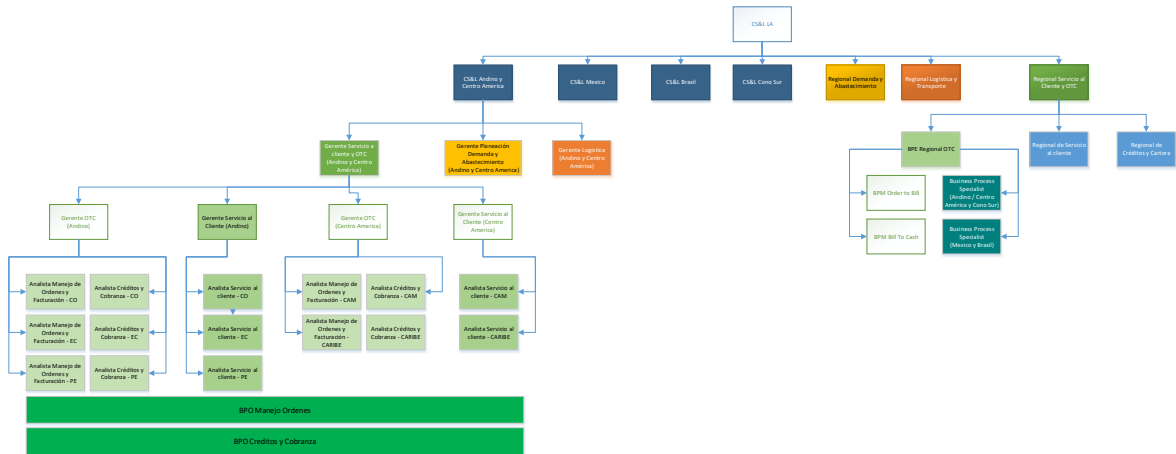 CS&L LA
CS&L Andino y
Centro America
CS&L Mexico
CS&L Brasil
CS&L Cono Sur
Regional Demanda y
Abastecimiento
Regional Logística y
Transporte
Regional Servicio al
Cliente y OTC
Gerente Servicio a
cliente y OTC
(Andino y Centro
América)
Gerente Planeación
Demanda y
Abastecimiento
(Andino y Centro America)
Gerente Logística
(Andino y Centro
América)
BPE Regional OTC
Regional de Servicio
al cliente
Regional de
Créditos y Cartera
BPM Order to Bill
Business Process
Specialist
(Andino / Centro
América y Cono Sur)
BPM Bill To Cash
Business Process
Specialist
(Mexico y Brasil)
Gerente OTC
(Andino)
Gerente Servicio al
Cliente (Andino)
Gerente OTC
(Centro America)
Gerente Servicio al
Cliente (Centro
America)
Analista Manejo de
Ordenes y
Facturación - CO
Analista Créditos y
Cobranza - CO
Analista Servicio al
cliente - CO
Analista Manejo de
Ordenes y
Facturación - CAM
Analista Créditos y
Cobranza - CAM
Analista Servicio al
cliente - CAM
Analista Manejo de
Ordenes y
Facturación - EC
Analista Créditos y
Cobranza - EC
Analista Servicio al
cliente - EC
Analista Manejo de
Ordenes y
Facturación -
CARIBE
Analista Créditos y
Cobranza - CARIBE
Analista Servicio al
cliente - CARIBE
Analista Manejo de
Ordenes y
Facturación - PE
Analista Créditos y
Cobranza - PE
Analista Servicio al
cliente - PE
BPO Manejo Ordenes
BPO Creditos y Cobranza